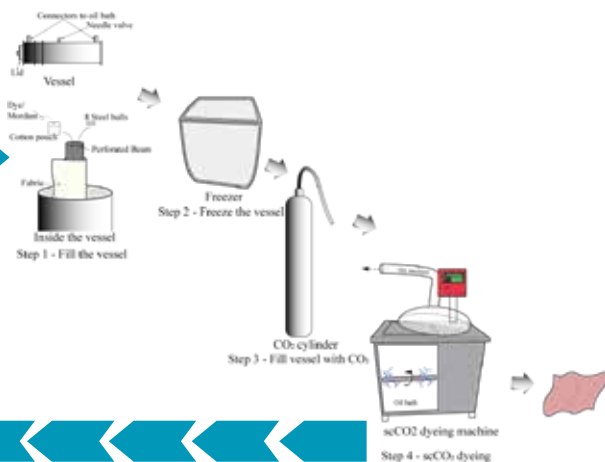 Connectors to oil bath
Needle valve
Lid
Vessel
Dye/
Mordant
8 Steel balls
Cotton pouch
Perforated Beam
Fabric
Inside the vessel
Step 1 - Fill the vessel
Freezer
Step 2 - Freeze the vessel
CO₂ cylinder
Step 3 - Fill vessel with CO₂
Oil bath
scCO2 dyeing machine
Step 4 - scCO₂ dyeing